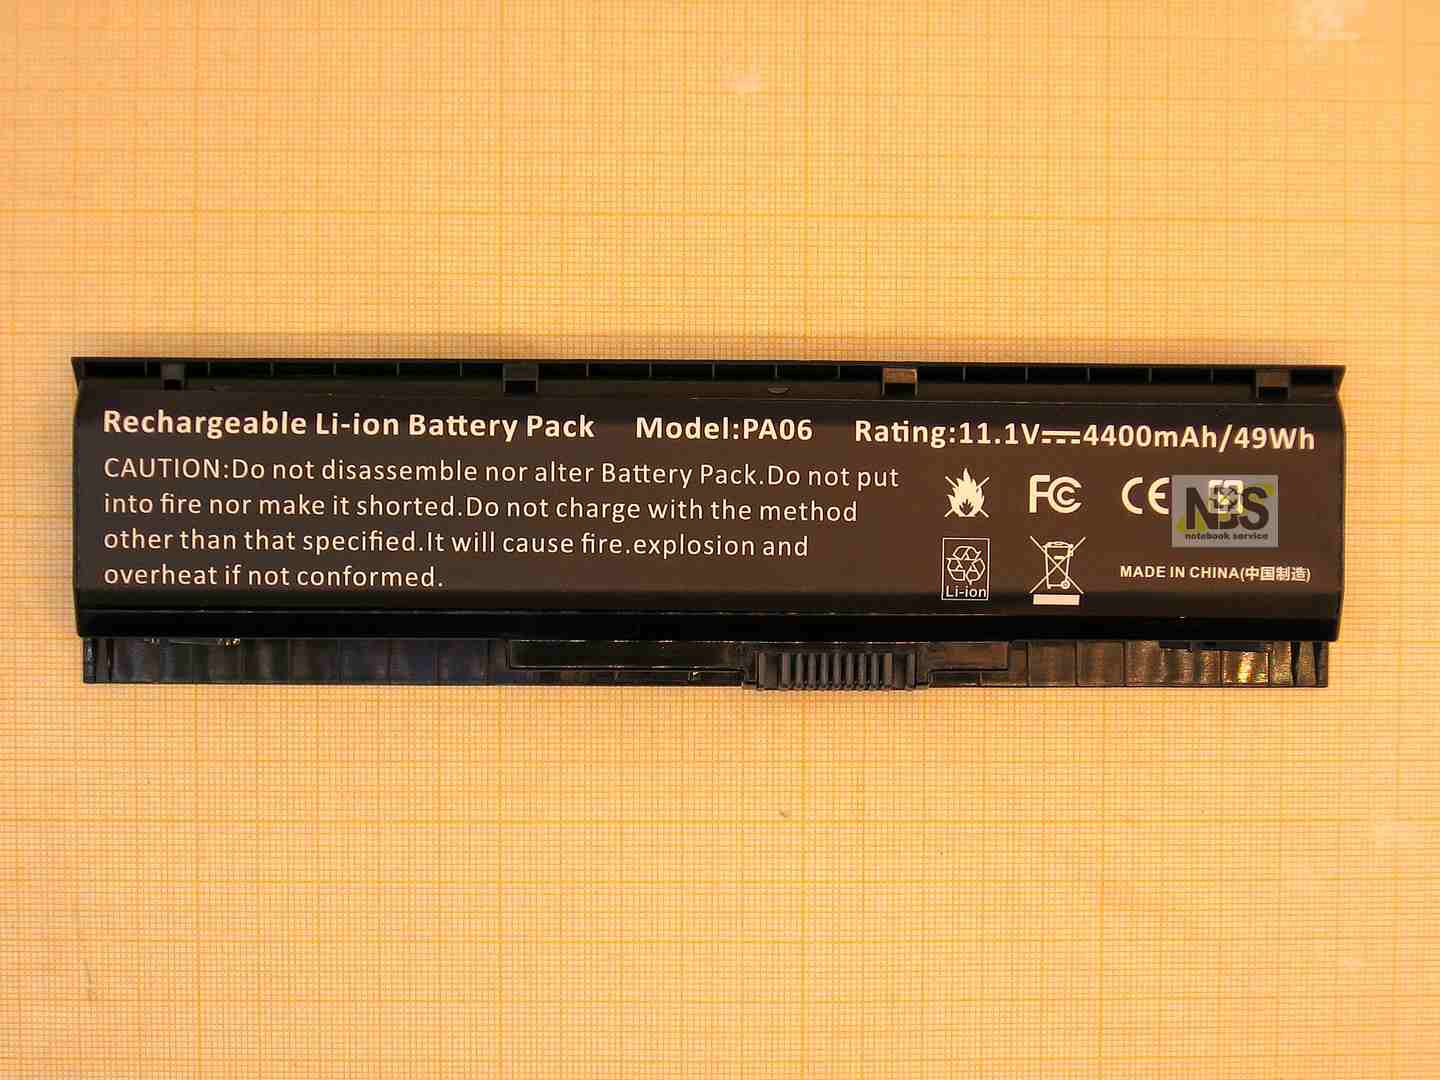 Rechargeable Li-ion Battery Pack Model:PA06 Rating:11.1V⎓4400mAh/49Wh
CAUTION:Do not disassemble nor alter Battery Pack.Do not put
into fire nor make it shorted.Do not charge with the method
other than that specified.It will cause fire.explosion and
overheat if not conformed.
FC CE
NBS
notebook service
Li-ion
MADE IN CHINA(中国制造)